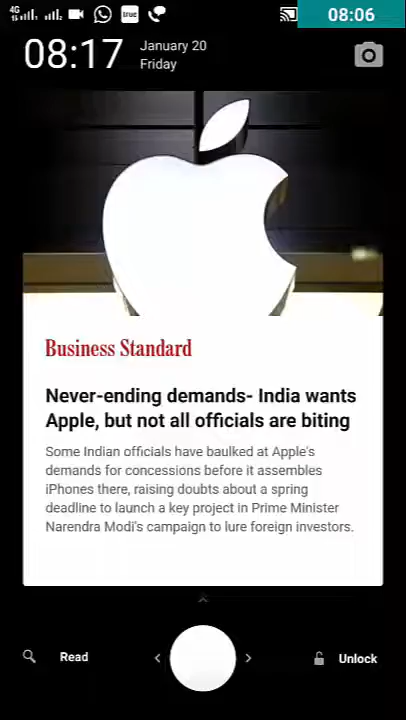 4G
true
08:06
08:17
January 20
Friday
Business Standard
Never-ending demands- India wants
Apple, but not all officials are biting
Some Indian officials have baulked at Apple's
demands for concessions before it assembles
iPhones there, raising doubts about a spring
deadline to launch a key project in Prime Minister
Narendra Modi's campaign to lure foreign investors.
Read
Unlock